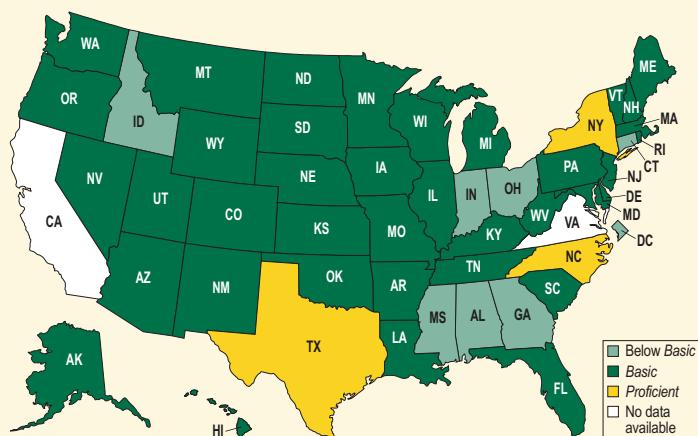 WA
MT
ND
MN
ME
VT
NH
OR
ID
SD
WI
MI
NY
MA
RI
CT
WY
IA
NE
PA
NJ
NV
UT
CO
IL
IN
OH
DE
MD
CA
KS
MO
KY
WV
VA
DC
AZ
NM
OK
AR
TN
NC
SC
MS
AL
GA
TX
LA
AK
FL
HI
Below Basic
Basic
Proficient
No data
available